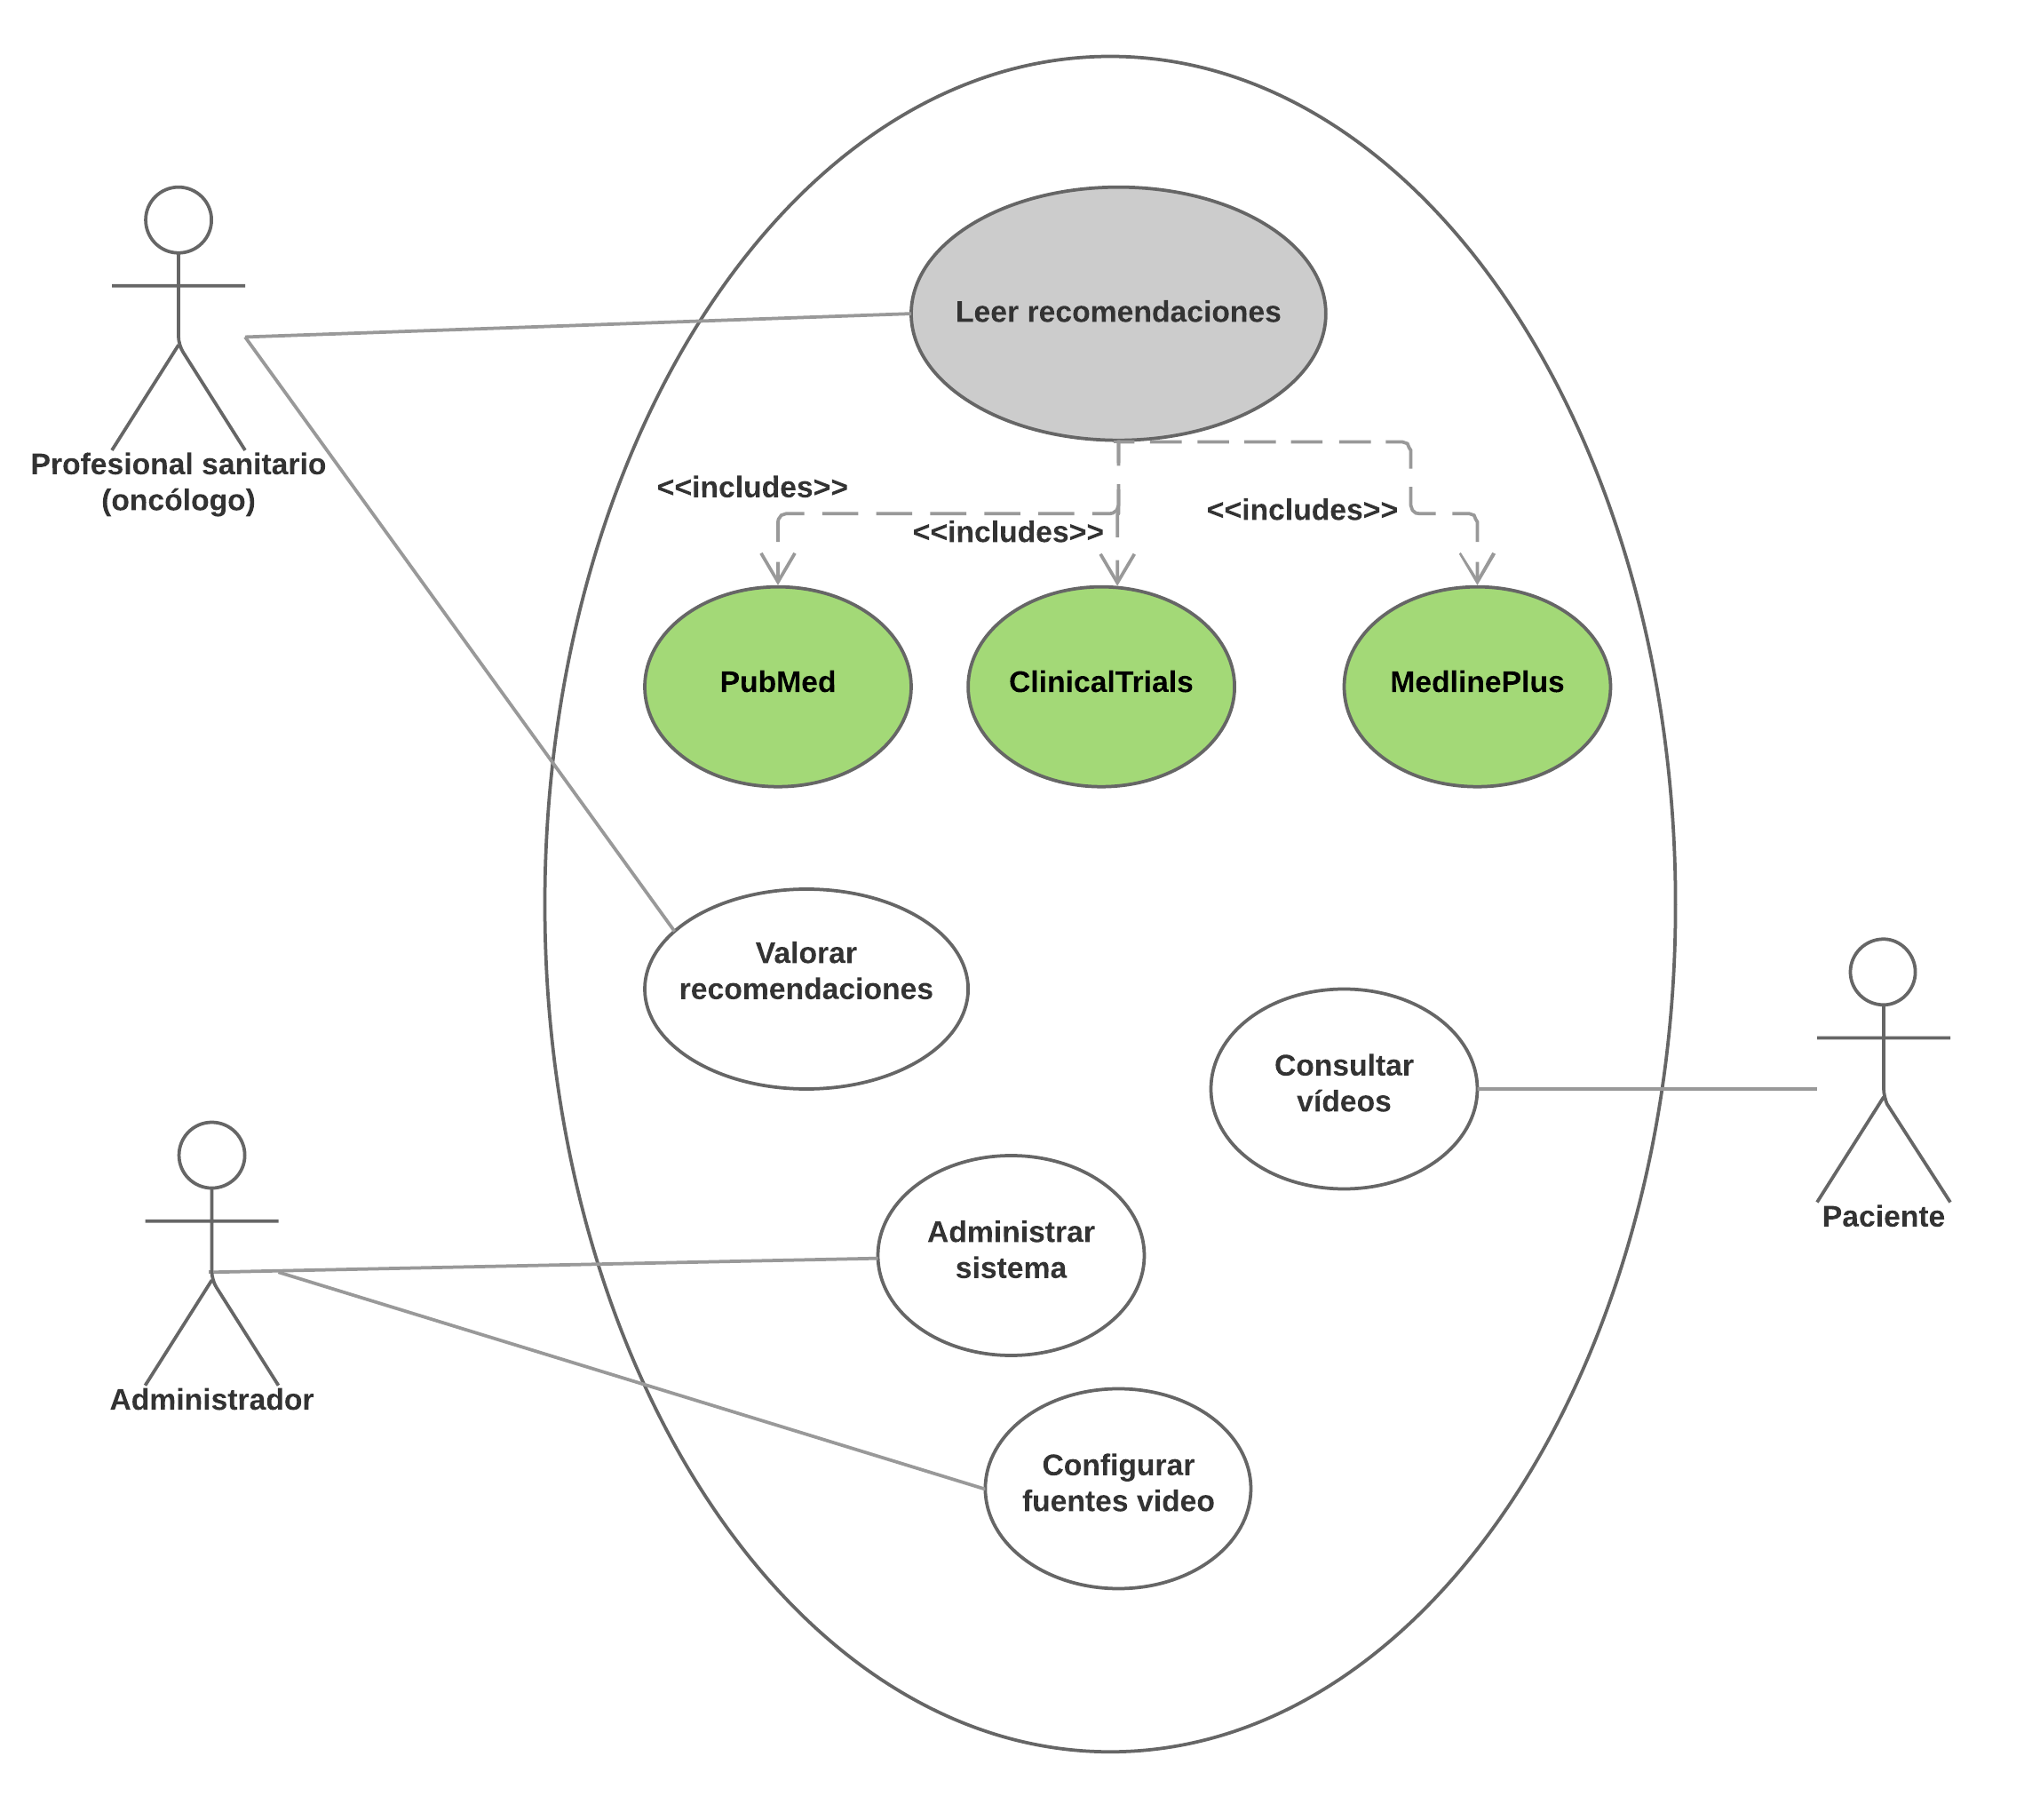 Leer recomendaciones
Profesional sanitario
(oncólogo)
<<includes>>
<<includes>>
<<includes>>
PubMed
ClinicalTrials
MedlinePlus
Valorar
recomendaciones
Consultar
vídeos
Paciente
Administrar
sistema
Administrador
Configurar
fuentes video